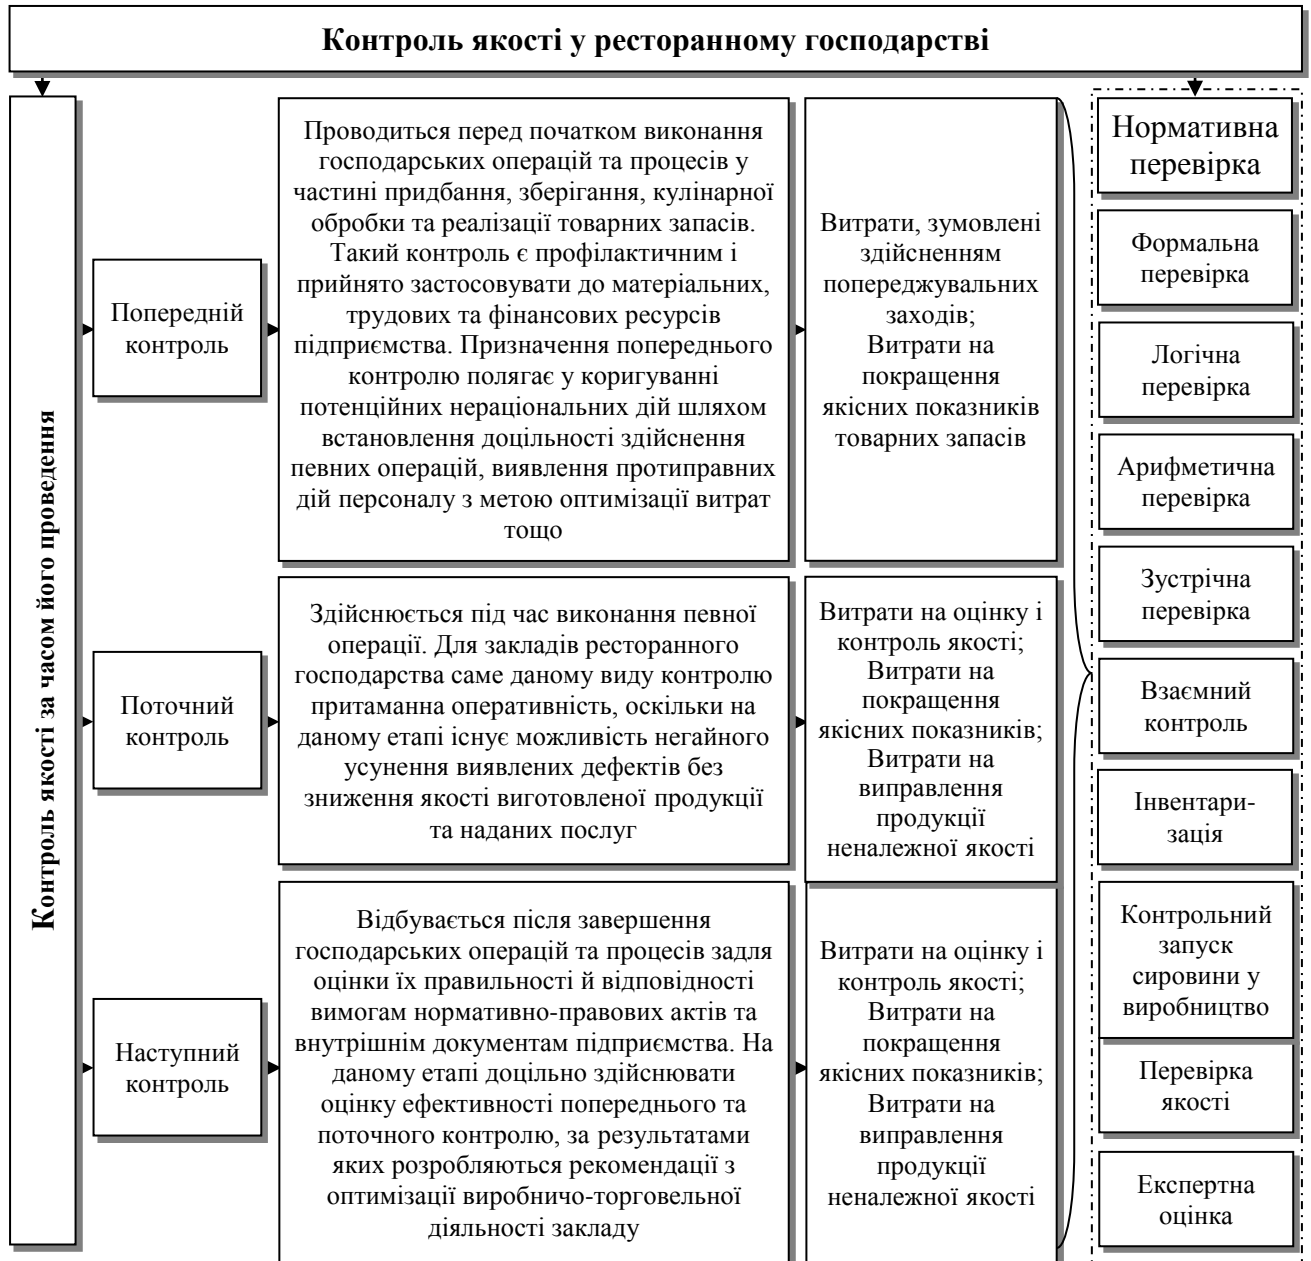 Контроль якості у ресторанному господарстві
Контроль якості за часом його проведення
Попередній
контроль
Проводиться перед початком виконання
господарських операцій та процесів у
частині придбання, зберігання, кулінарної
обробки та реалізації товарних запасів.
Такий контроль є профілактичним і
прийнято застосовувати до матеріальних,
трудових та фінансових ресурсів
підприємства. Призначення попереднього
контролю полягає у коригуванні
потенційних нераціональних дій шляхом
встановлення доцільності здійснення
певних операцій, виявлення протиправних
дій персоналу з метою оптимізації витрат
тощо
Витрати, зумовлені
здійсненням
попереджувальних
заходів;
Витрати на
покращення
якісних показників
товарних запасів
Поточний
контроль
Здійснюється під час виконання певної
операції. Для закладів ресторанного
господарства саме даному виду контролю
притаманна оперативність, оскільки на
даному етапі існує можливість негайного
усунення виявлених дефектів без
зниження якості виготовленої продукції
та наданих послуг
Витрати на оцінку і
контроль якості;
Витрати на
покращення
якісних показників;
Витрати на
виправлення
продукції
неналежної якості
Наступний
контроль
Відбувається після завершення
господарських операцій та процесів задля
оцінки їх правильності й відповідності
вимогам нормативно-правових актів та
внутрішнім документам підприємства. На
даному етапі доцільно здійснювати
оцінку ефективності попереднього та
поточного контролю, за результатами
яких розробляються рекомендації з
оптимізації виробничо-торговельної
діяльності закладу
Витрати на оцінку і
контроль якості;
Витрати на
покращення
якісних показників;
Витрати на
виправлення
продукції
неналежної якості
Нормативна
перевірка
Формальна
перевірка
Логічна
перевірка
Арифметична
перевірка
Зустрічна
перевірка
Взаємний
контроль
Інвентари-
зація
Контрольний
запуск
сировини у
виробництво
Перевірка
якості
Експертна
оцінка